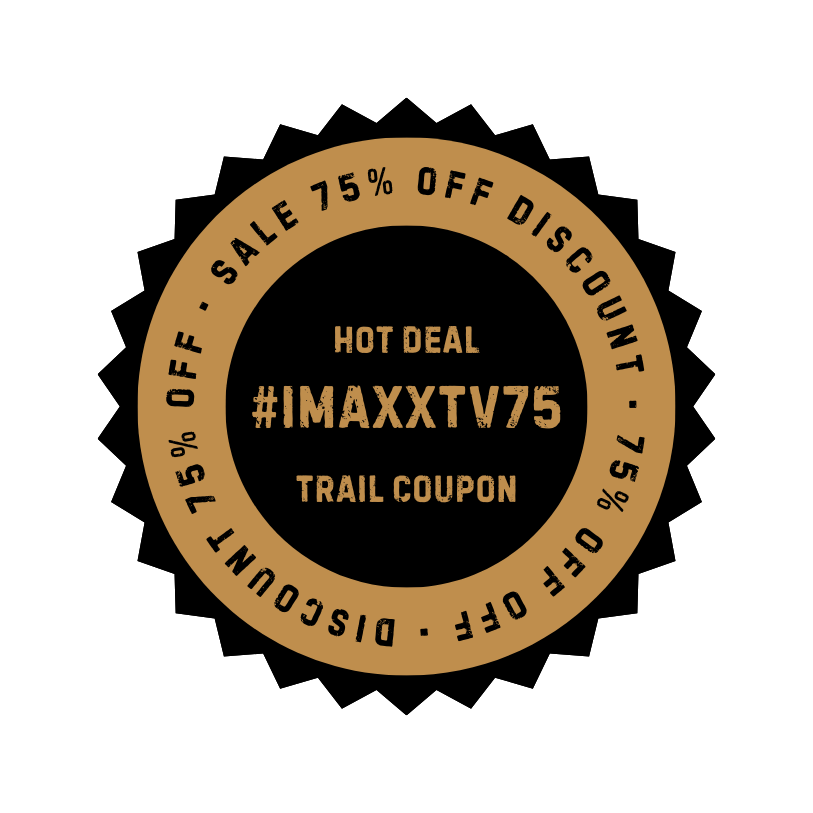 SALE 75% OFF DISCOUNT · 75% OFF OFF · DISCOUNT 75% OFF ·
HOT DEAL
#IMAXXTV75
TRAIL COUPON